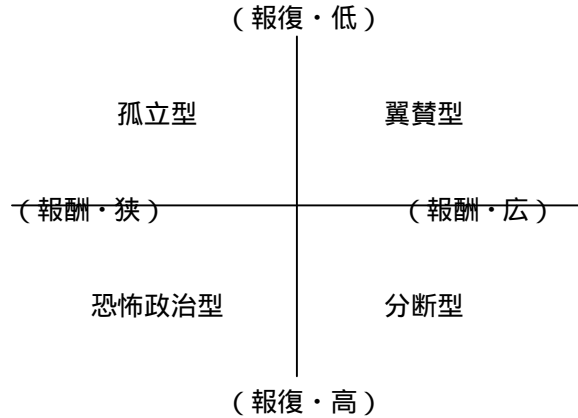 （報復・低）
孤立型
翼賛型
（報酬・狭）
（報酬・広）
恐怖政治型
分断型
（報復・高）